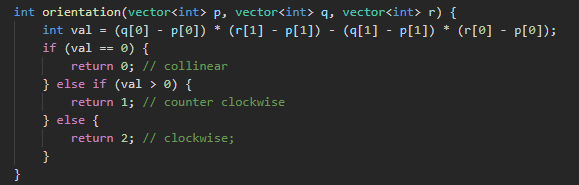 int orientation(vector<int> p, vector<int> q, vector<int> r) {
    int val = (q[0] - p[0]) * (r[1] - p[1]) - (q[1] - p[1]) * (r[0] - p[0]);
    if (val == 0) {
        return 0; // collinear
    } else if (val > 0) {
        return 1; // counter clockwise
    } else {
        return 2; // clockwise;
    }
}